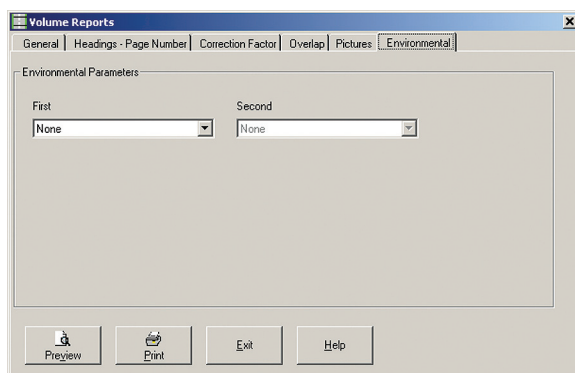 Volume Reports
General Headings - Page Number Correction Factor Overlap Pictures Environmental
Environmental Parameters
First Second
None None
Preview Print Exit Help